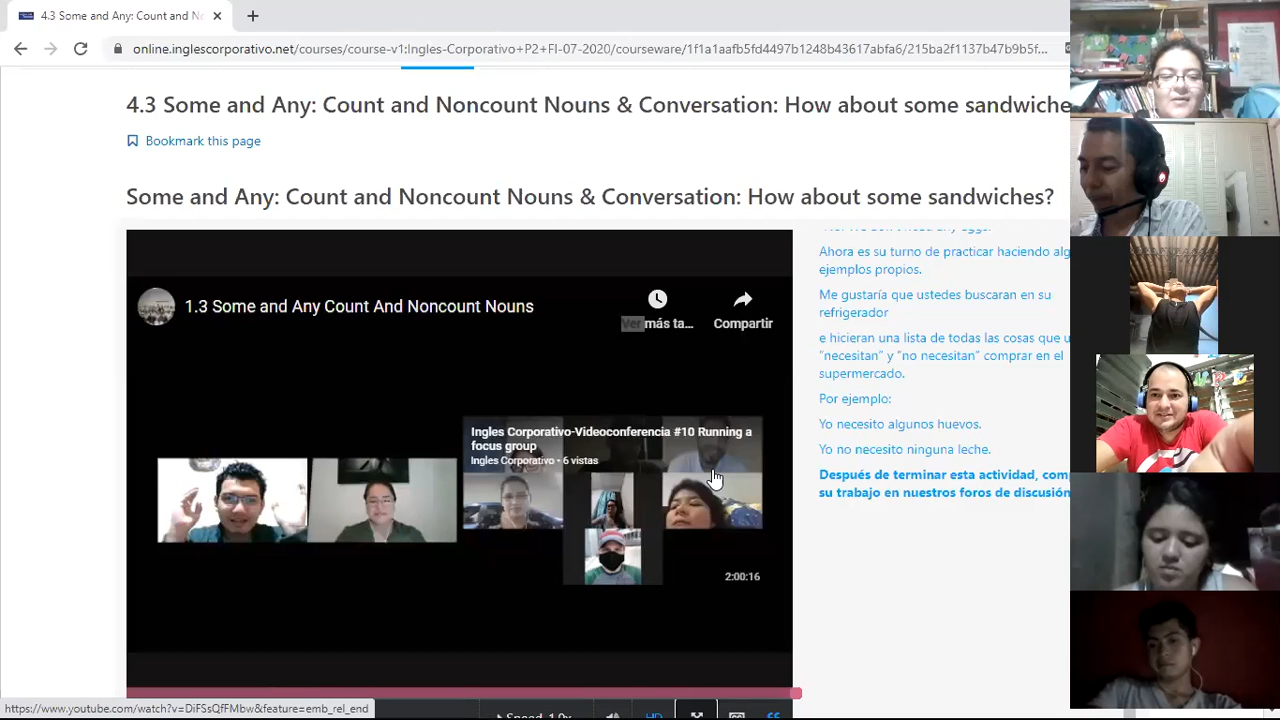 4.3 Some and Any: Count and No
online.inglescorporativo.net/courses/course-v1:Ingles-Corporativo+P2+FI-07-2020/courseware/1f1a1aafb5fd4497b1248b43617abfa6/215ba2f1137b47b9b5f...
4.3 Some and Any: Count and Noncount Nouns & Conversation: How about some sandwiche
Bookmark this page
Some and Any: Count and Noncount Nouns & Conversation: How about some sandwiches?
1.3 Some and Any Count And Noncount Nouns
Ver más ta...
Compartir
Ingles Corporativo-Videoconferencia #10 Running a
focus group
Ingles Corporativo • 6 vistas
2:00:16
Ahora es su turno de practicar haciendo alg
ejemplos propios.
Me gustaría que ustedes buscaran en su
refrigerador
e hicieran una lista de todas las cosas que u
"necesitan" y "no necesitan" comprar en el
supermercado.
Por ejemplo:
Yo necesito algunos huevos.
Yo no necesito ninguna leche.
Después de terminar esta actividad, com
su trabajo en nuestros foros de discusión
Speed 1.0x
HD
https://www.youtube.com/watch?v=DiFSsQfFMbw&feature=emb_rel_end